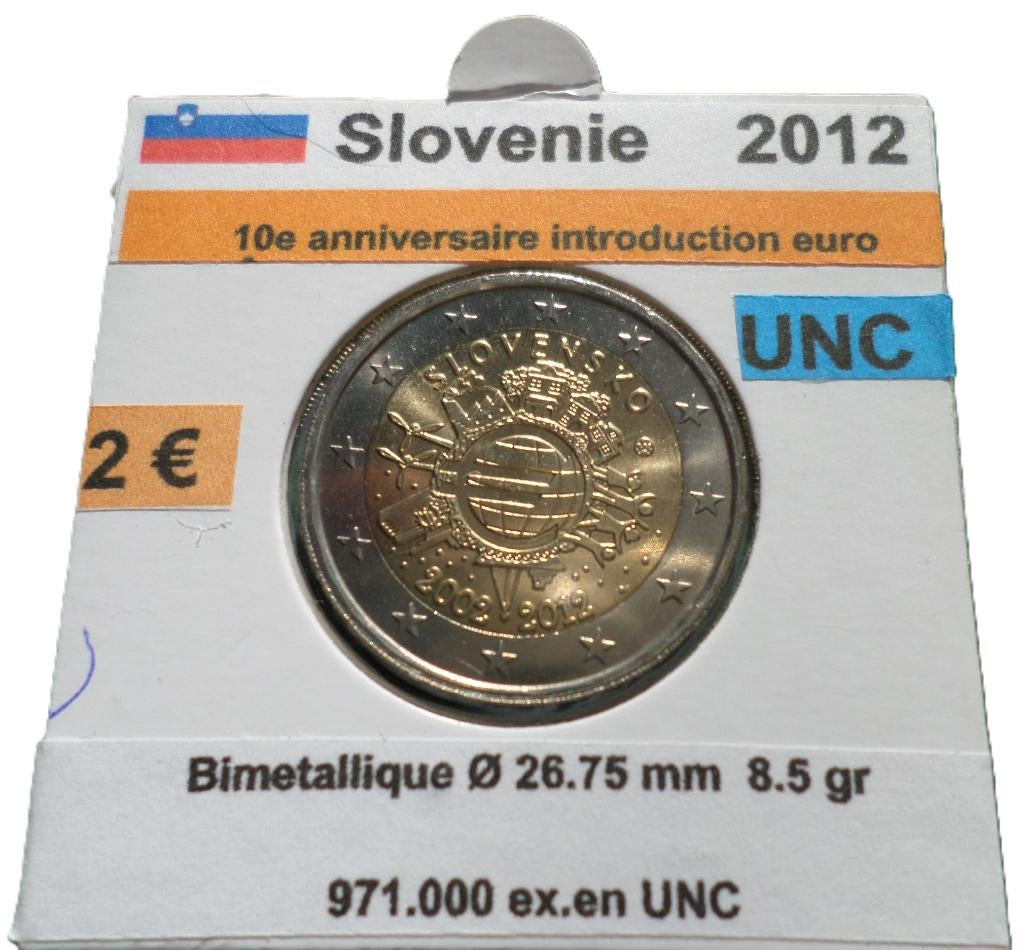 Slovenie 2012
10e anniversaire introduction euro
UNC
SLOVENSKO
2 €
2002 2012
Bimetallique Ø 26.75 mm 8.5 gr
971.000 ex.en UNC